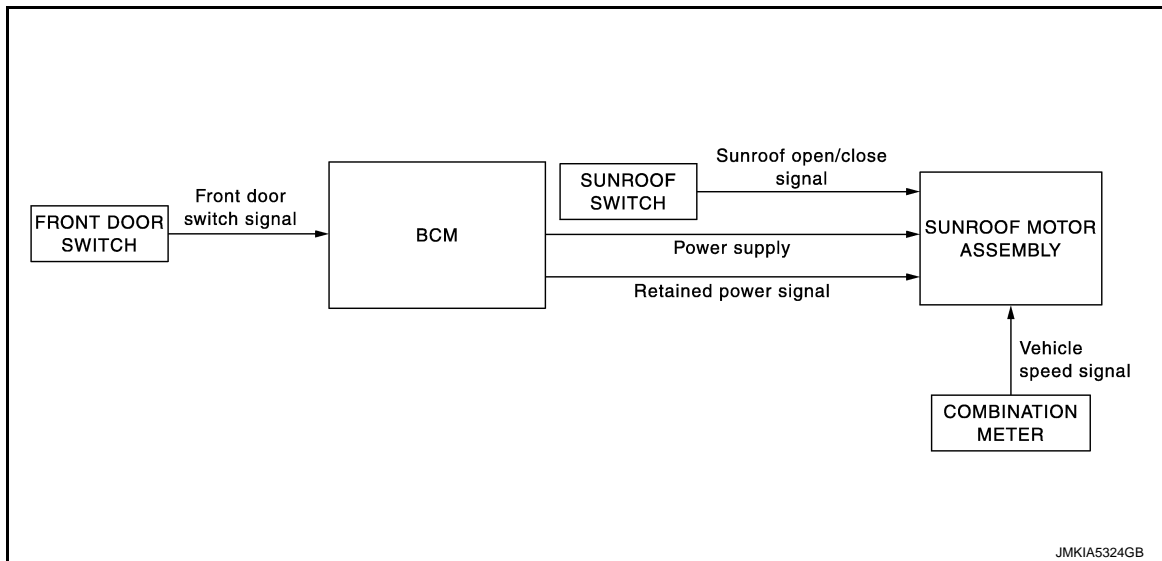 Sunroof open/close
signal
SUNROOF
SWITCH
Front door
switch signal
FRONT DOOR
SWITCH
BCM
SUNROOF MOTOR
ASSEMBLY
Power supply
Retained power signal
Vehicle
speed signal
COMBINATION
METER
JMKIA5324GB